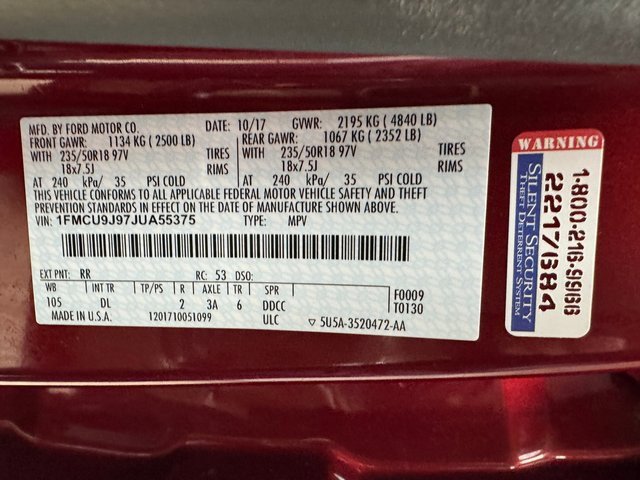 MFD. BY FORD MOTOR CO. DATE: 10/17 GVWR: 2195 KG ( 4840 LB)
FRONT GAWR: 1134 KG ( 2500 LB) REAR GAWR: 1067 KG ( 2352 LB)
WITH 235/50R18 97V TIRES WITH 235/50R18 97V TIRES
18x7.5J RIMS 18x7.5J RIMS
AT 240 kPa/ 35 PSI COLD AT 240 kPa/ 35 PSI COLD
THIS VEHICLE CONFORMS TO ALL APPLICABLE FEDERAL MOTOR VEHICLE SAFETY AND THEFT
PREVENTION STANDARDS IN EFFECT ON THE DATE OF MANUFACTURE SHOWN ABOVE.
VIN: 1FMCU9J97JUA55375 TYPE: MPV
EXT PNT: RR RC: 53 DSO:
WB INT TR TP/PS R AXLE TR SPR F0009
105 DL 2 3A 6 DDCC T0130
MADE IN U.S.A. 1201710051099 ULC 5U5A-3520472-AA
WARNING
SILENT SECURITY
THEFT DETERRENT SYSTEM
2217684
1-800-216-9966